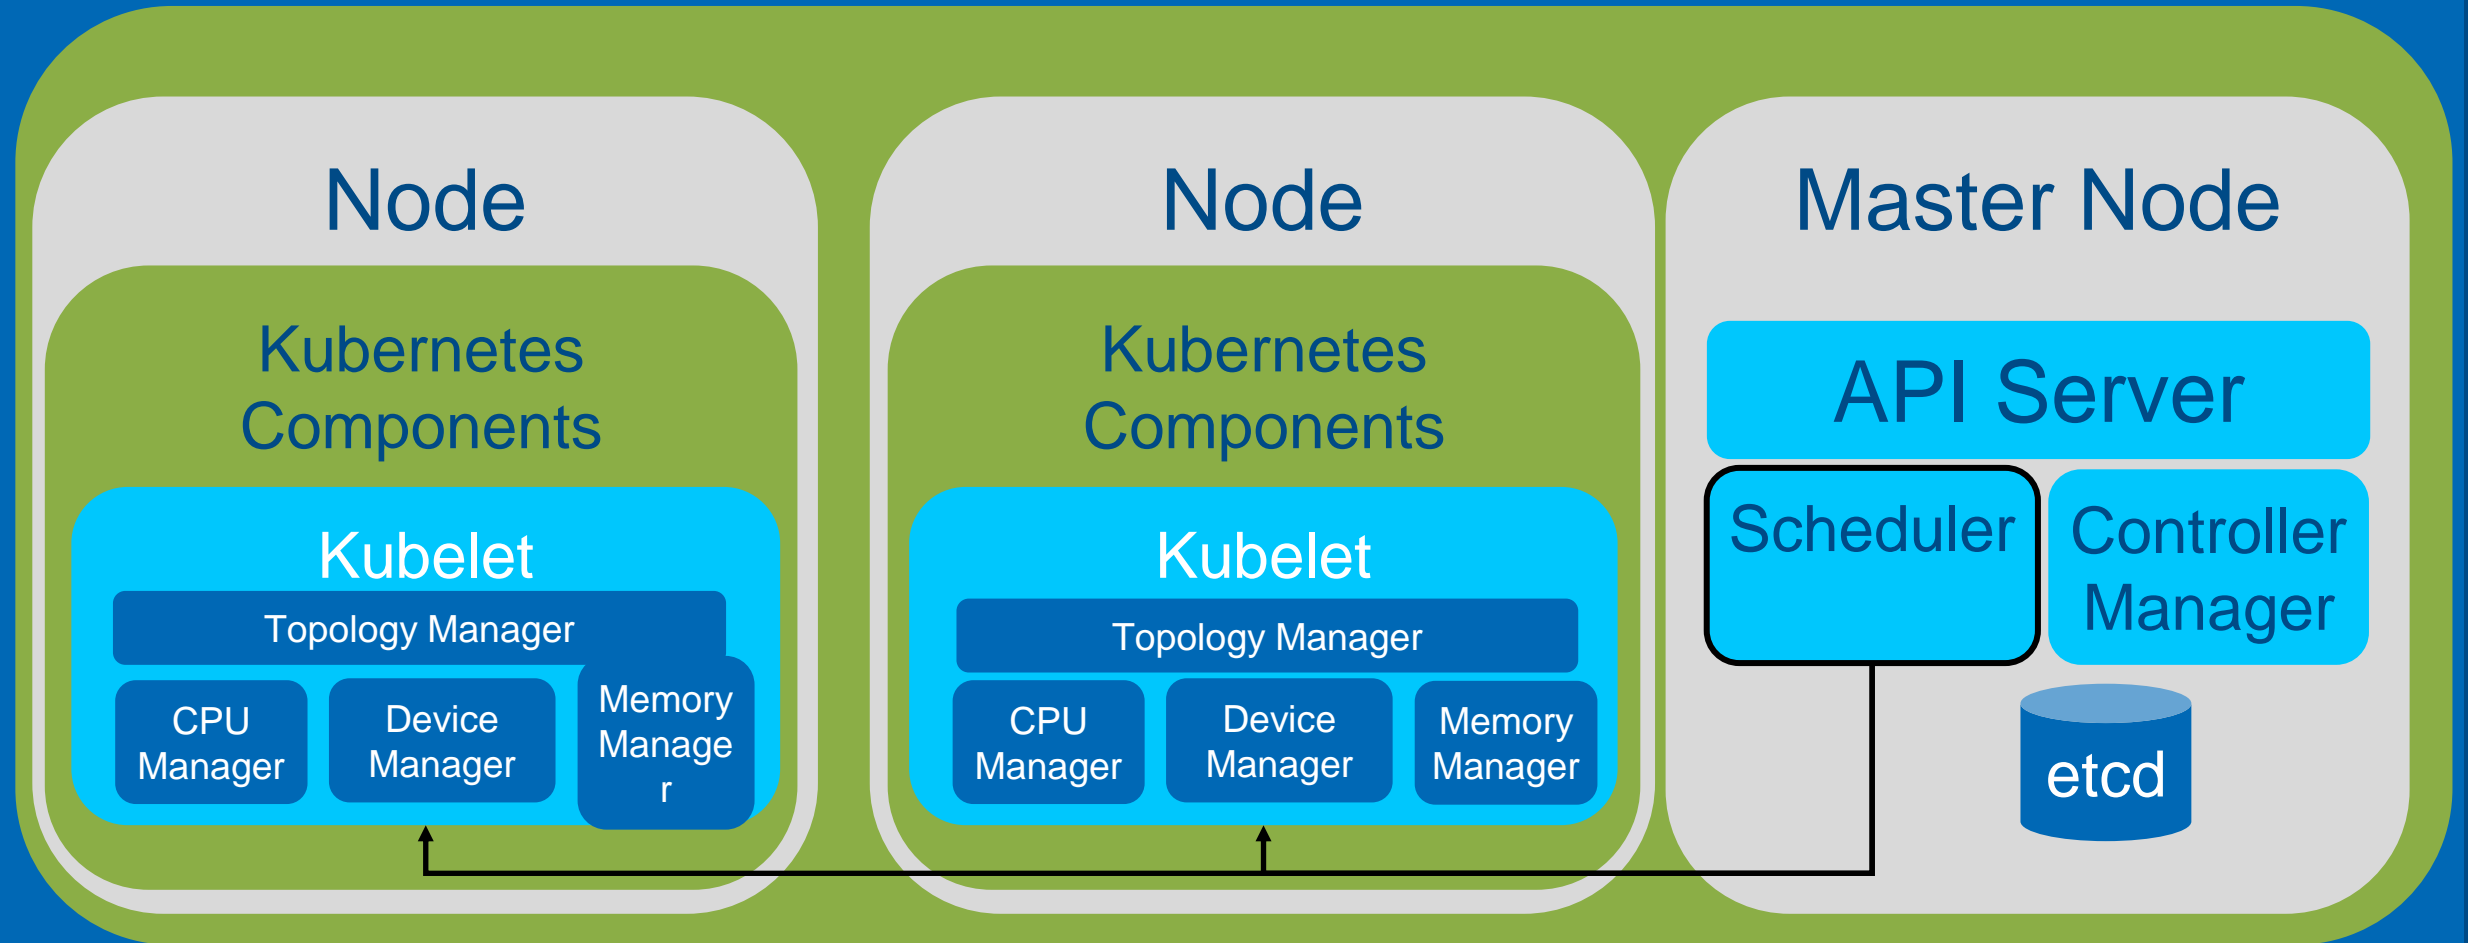 Node
Kubernetes
Components
Kubelet
Topology Manager
CPU
Manager
Device
Manager
Memory
Manage
r
Node
Kubernetes
Components
Kubelet
Topology Manager
CPU
Manager
Device
Manager
Memory
Manager
Master Node
API Server
Scheduler
Controller
Manager
etcd